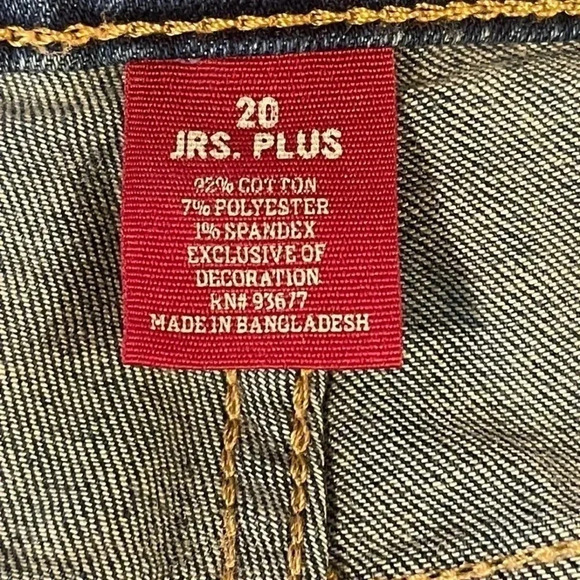 20
JRS. PLUS
92% COTTON
7% POLYESTER
1% SPANDEX
EXCLUSIVE OF
DECORATION
RN# 93677
MADE IN BANGLADESH